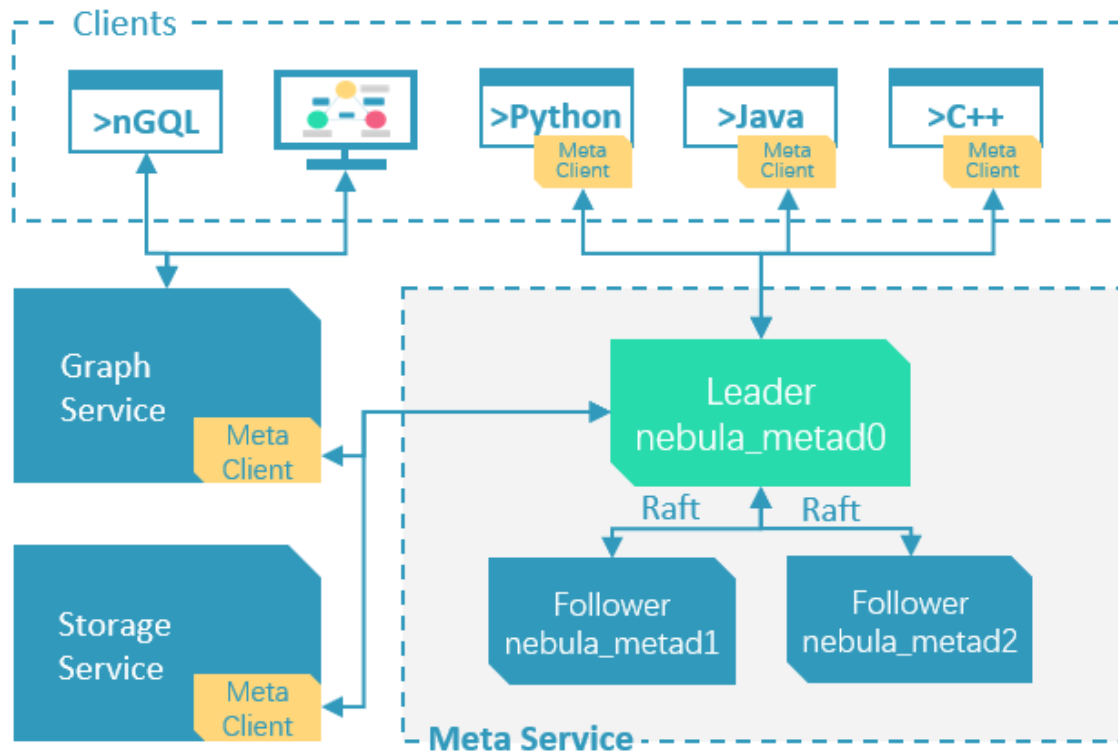 Clients
>nGQL
>Python
Meta
Client
>Java
Meta
Client
>C++
Meta
Client
Graph
Service
Meta
Client
Leader
nebula_metad0
Raft
Raft
Follower
nebula_metad1
Follower
nebula_metad2
Storage
Service
Meta
Client
Meta Service